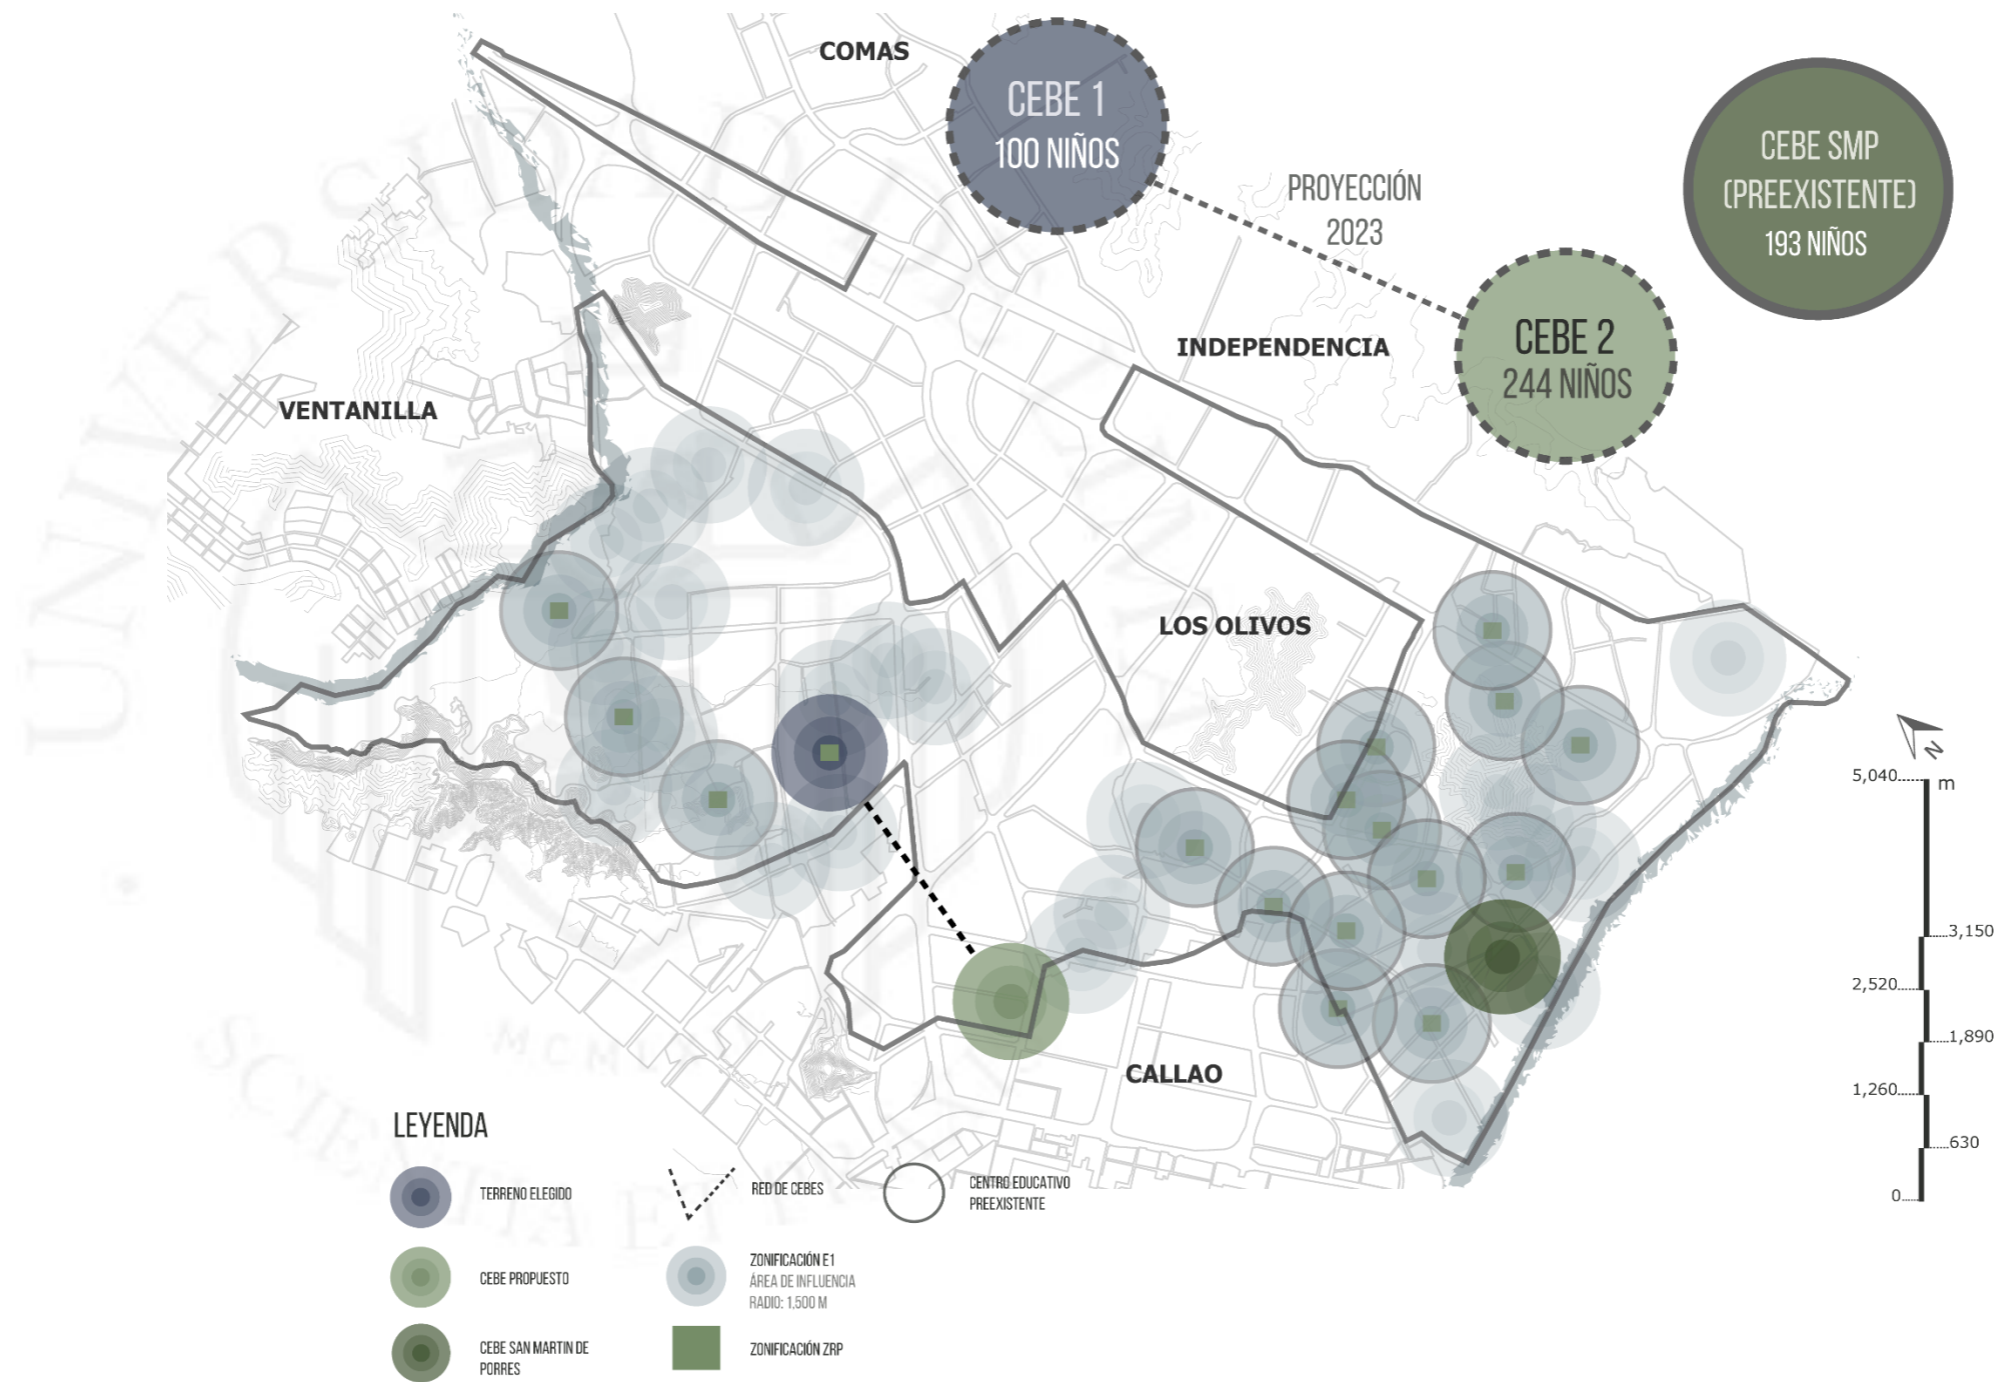 COMAS
CEBE 1
100 NIÑOS
PROYECCIÓN
2023
CEBE SMP
(PREEXISTENTE)
193 NIÑOS
CEBE 2
244 NIÑOS
INDEPENDENCIA
VENTANILLA
LOS OLIVOS
CALLAO
N
5,040
m
3,150
2,520
1,890
1,260
630
0
LEYENDA
TERRENO ELEGIDO
CEBE PROPUESTO
CEBE SAN MARTIN DE
PORRES
RED DE CEBES
ZONIFICACIÓN E1
ÁREA DE INFLUENCIA
RADIO: 1,500 M
ZONIFICACIÓN ZRP
CENTRO EDUCATIVO
PREEXISTENTE